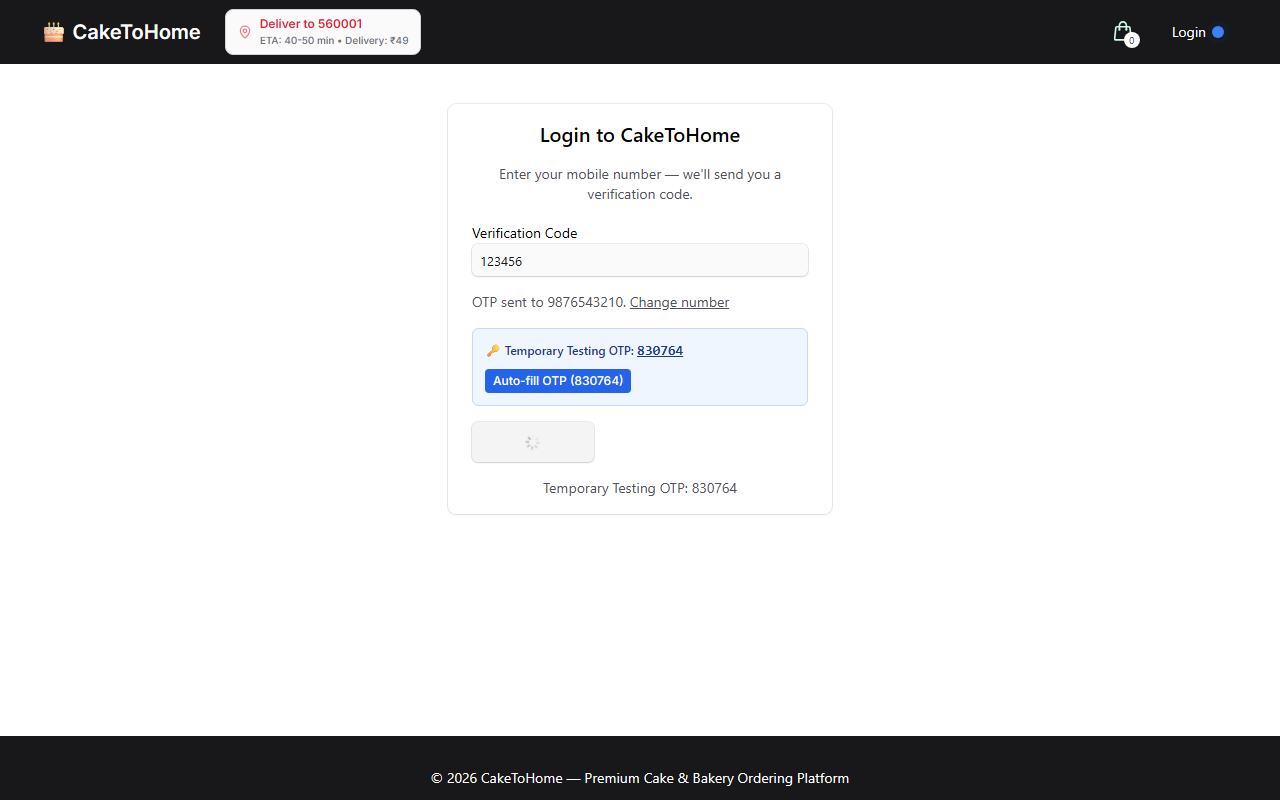 CakeToHome
Deliver to 560001
ETA: 40-50 min • Delivery: ₹49
0
Login
Login to CakeToHome
Enter your mobile number — we'll send you a
verification code.
Verification Code
123456
OTP sent to 9876543210. Change number
Temporary Testing OTP: 830764
Auto-fill OTP (830764)
Temporary Testing OTP: 830764
© 2026 CakeToHome — Premium Cake & Bakery Ordering Platform